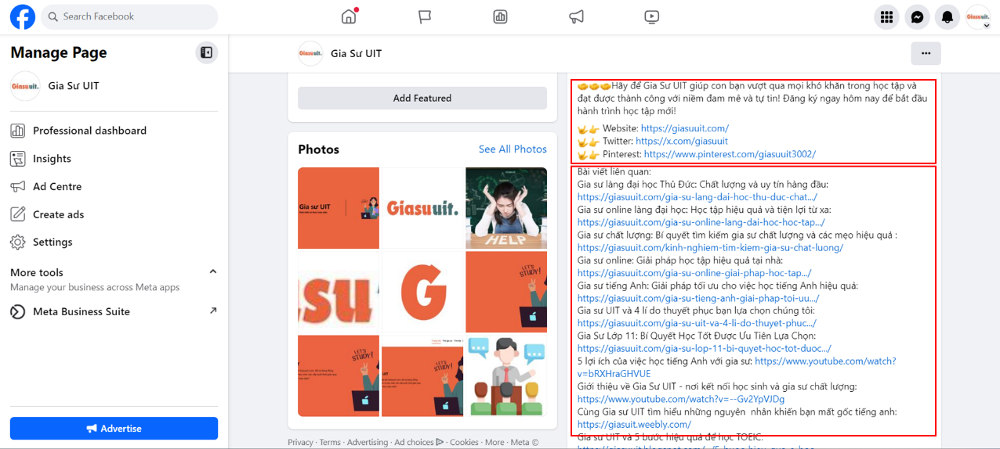 Search Facebook
Giasuuit.
Manage Page
Giasuuit.
Gia Sư UIT
Professional dashboard
Insights
Ad Centre
Create ads
Settings
More tools
Manage your business across Meta apps
Meta Business Suite
Advertise
Giasuuit.
Gia Sư UIT
Add Featured
Photos
See All Photos
Gia sư UIT
Giasuuit.
HELP
su
G
LET'S
STUDY!
LET'S
STUDY!
LET'S
STUDY!
Privacy · Terms · Advertising · Ad choices · Cookies · More · Meta ©
Hãy để Gia Sư UIT giúp con bạn vượt qua mọi khó khăn trong học tập và
đạt được thành công với niềm đam mê và tự tin! Đăng ký ngay hôm nay để bắt đầu
hành trình học tập mới!
Website: https://giasuuit.com/
Twitter: https://x.com/giasuuit
Pinterest: https://www.pinterest.com/giasuuit3002/
Bài viết liên quan:
Gia sư làng đại học Thủ Đức: Chất lượng và uy tín hàng đầu:
https://giasuuit.com/gia-su-lang-dai-hoc-thu-duc-chat.../
Gia sư online làng đại học: Học tập hiệu quả và tiện lợi từ xa:
https://giasuuit.com/gia-su-online-lang-dai-hoc-hoc-tap.../
Gia sư chất lượng: Bí quyết tìm kiếm gia sư chất lượng và các mẹo hiệu quả :
https://giasuuit.com/kinh-nghiem-tim-kiem-gia-su-chat-luong/
Gia sư online: Giải pháp học tập hiệu quả tại nhà:
https://giasuuit.com/gia-su-online-giai-phap-hoc-tap.../
Gia sư tiếng Anh: Giải pháp tối ưu cho việc học tiếng Anh hiệu quả:
https://giasuuit.com/gia-su-tieng-anh-giai-phap-toi-uu.../
Gia sư UIT và 4 lí do thuyết phục bạn lựa chọn chúng tôi:
https://giasuuit.com/gia-su-uit-va-4-li-do-thuyet-phuc.../
Gia Sư Lớp 11: Bí Quyết Học Tốt Được Ưu Tiên Lựa Chọn:
https://giasuuit.com/gia-su-lop-11-bi-quyet-hoc-tot-duoc.../
5 lợi ích của việc học tiếng Anh với gia sư: https://www.youtube.com/watch?
v=bRXHraGHVUE
Giới thiệu về Gia Sư UIT - nơi kết nối học sinh và gia sư chất lượng:
https://www.youtube.com/watch?v=--Gv2YpVJDg
Cùng Gia sư UIT tìm hiểu những nguyên nhân khiến bạn mất gốc tiếng anh:
https://giasuit.weebly.com/
Gia sư UIT và 5 bước hiệu quả để học TOEIC: